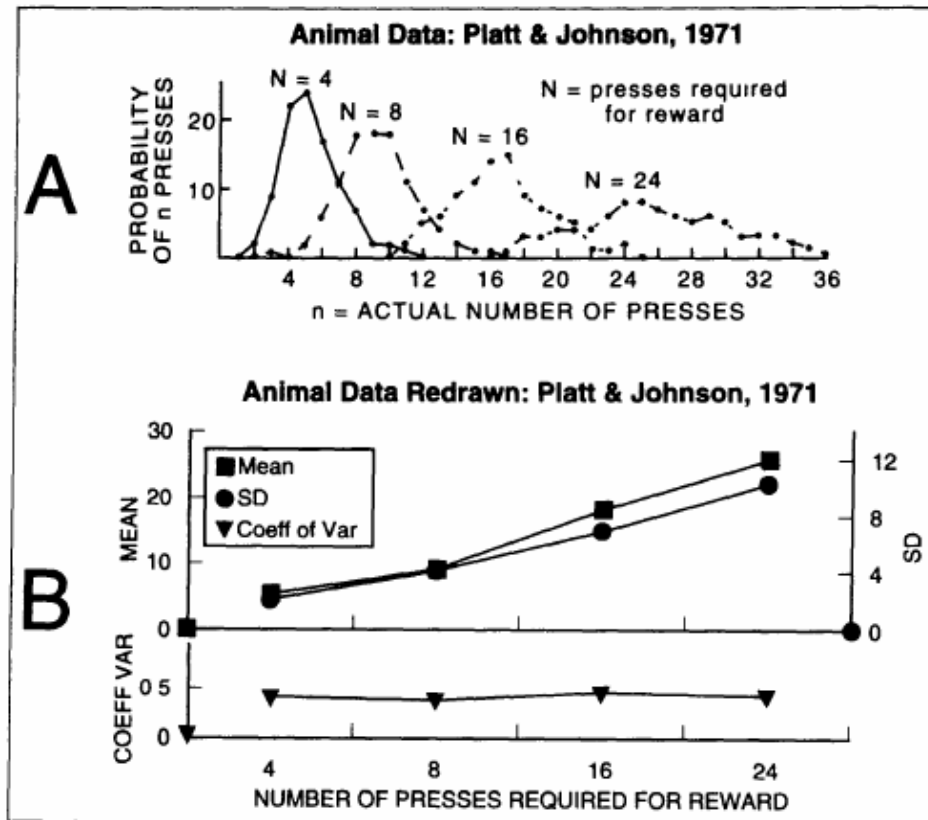 A
Animal Data: Platt & Johnson, 1971
PROBABILITY
OF n PRESSES
20
10
N = 4
N = 8
N = 16
N = 24
N = presses required
for reward
4 8 12 16 20 24 28 32 36
n = ACTUAL NUMBER OF PRESSES
B
Animal Data Redrawn: Platt & Johnson, 1971
MEAN
30
20
10
0
Mean
SD
Coeff of Var
SD
12
8
4
0
COEFF VAR
0 5
0
4 8 16 24
NUMBER OF PRESSES REQUIRED FOR REWARD